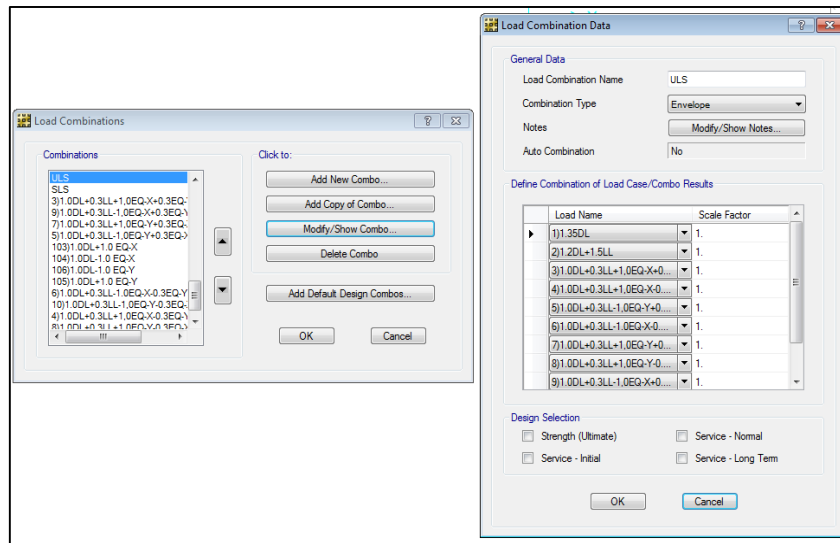 Load Combinations
Combinations
ULS
SLS
3)1.0DL+0.3LL+1,0EQ-X+0.3EQ-
9)1.0DL+0.3LL-1,0EQ-X+0.3EQ-Y
7)1.0DL+0.3LL+1,0EQ-Y+0.3EQ-
5)1.0DL+0.3LL-1,0EQ-Y+0.3EQ-X
103)1.0DL+1.0 EQ-X
104)1.0DL-1.0 EQ-X
106)1.0DL-1.0 EQ-Y
105)1.0DL+1.0 EQ-Y
6)1.0DL+0.3LL-1.0EQ-X-0.3EQ-Y
10)1.0DL+0.3LL-1,0EQ-Y-0.3EQ-
4)1.0DL+0.3LL+1,0EQ-X-0.3EQ-
8)1.0DL+0.3LL+1.0EQ-Y-0.3EQ-
Click to:
Add New Combo...
Add Copy of Combo...
Modify/Show Combo...
Delete Combo
Add Default Design Combos...
OK
Cancel
Load Combination Data
General Data
Load Combination Name
ULS
Combination Type
Envelope
Notes
Modify/Show Notes...
Auto Combination
No
Define Combination of Load Case/Combo Results
Load Name Scale Factor
1)1.35DL 1.
2)1.2DL+1.5LL 1.
3)1.0DL+0.3LL+1,0EQ-X+0... 1.
4)1.0DL+0.3LL+1,0EQ-X-0.... 1.
5)1.0DL+0.3LL-1,0EQ-Y+0.... 1.
6)1.0DL+0.3LL-1.0EQ-X-0.... 1.
7)1.0DL+0.3LL+1,0EQ-Y+0... 1.
8)1.0DL+0.3LL+1,0EQ-Y-0.... 1.
9)1.0DL+0.3LL-1,0EQ-X+0.... 1.
Design Selection
Strength (Ultimate)
Service - Normal
Service - Initial
Service - Long Term
OK
Cancel